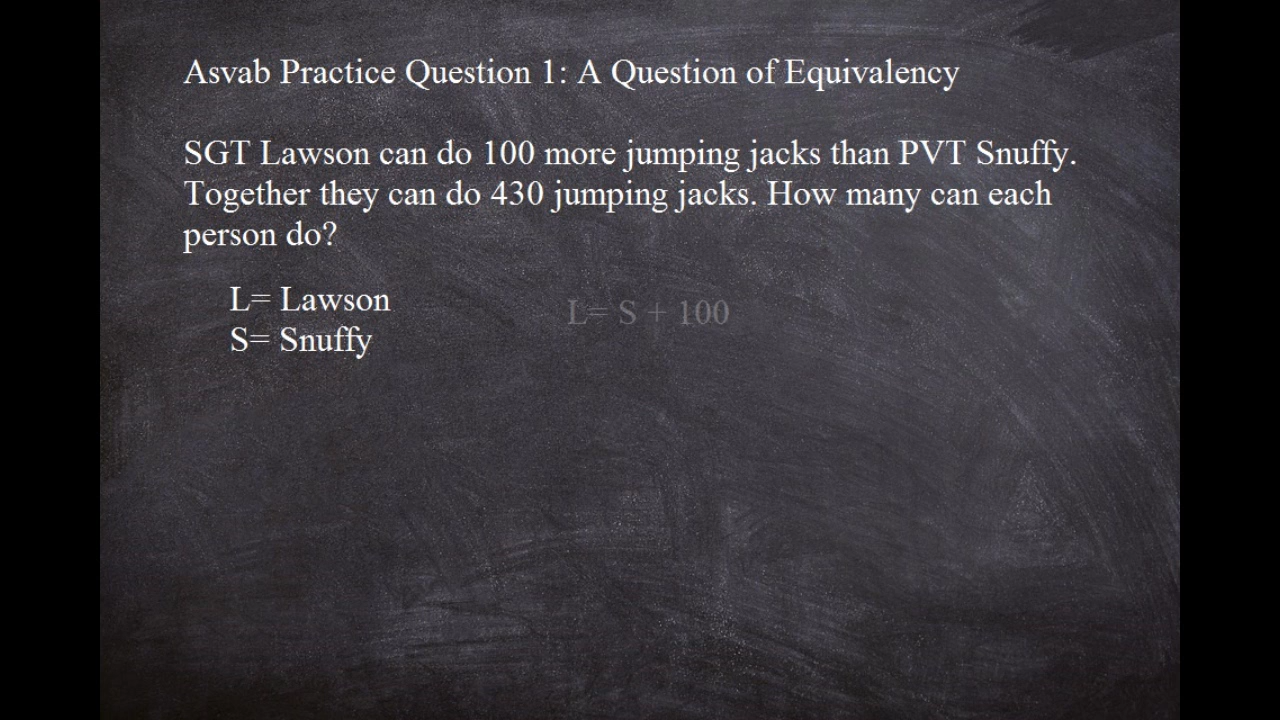 Asvab Practice Question 1: A Question of Equivalency
SGT Lawson can do 100 more jumping jacks than PVT Snuffy.
Together they can do 430 jumping jacks. How many can each
person do?
L= Lawson
S= Snuffy
L= S + 100